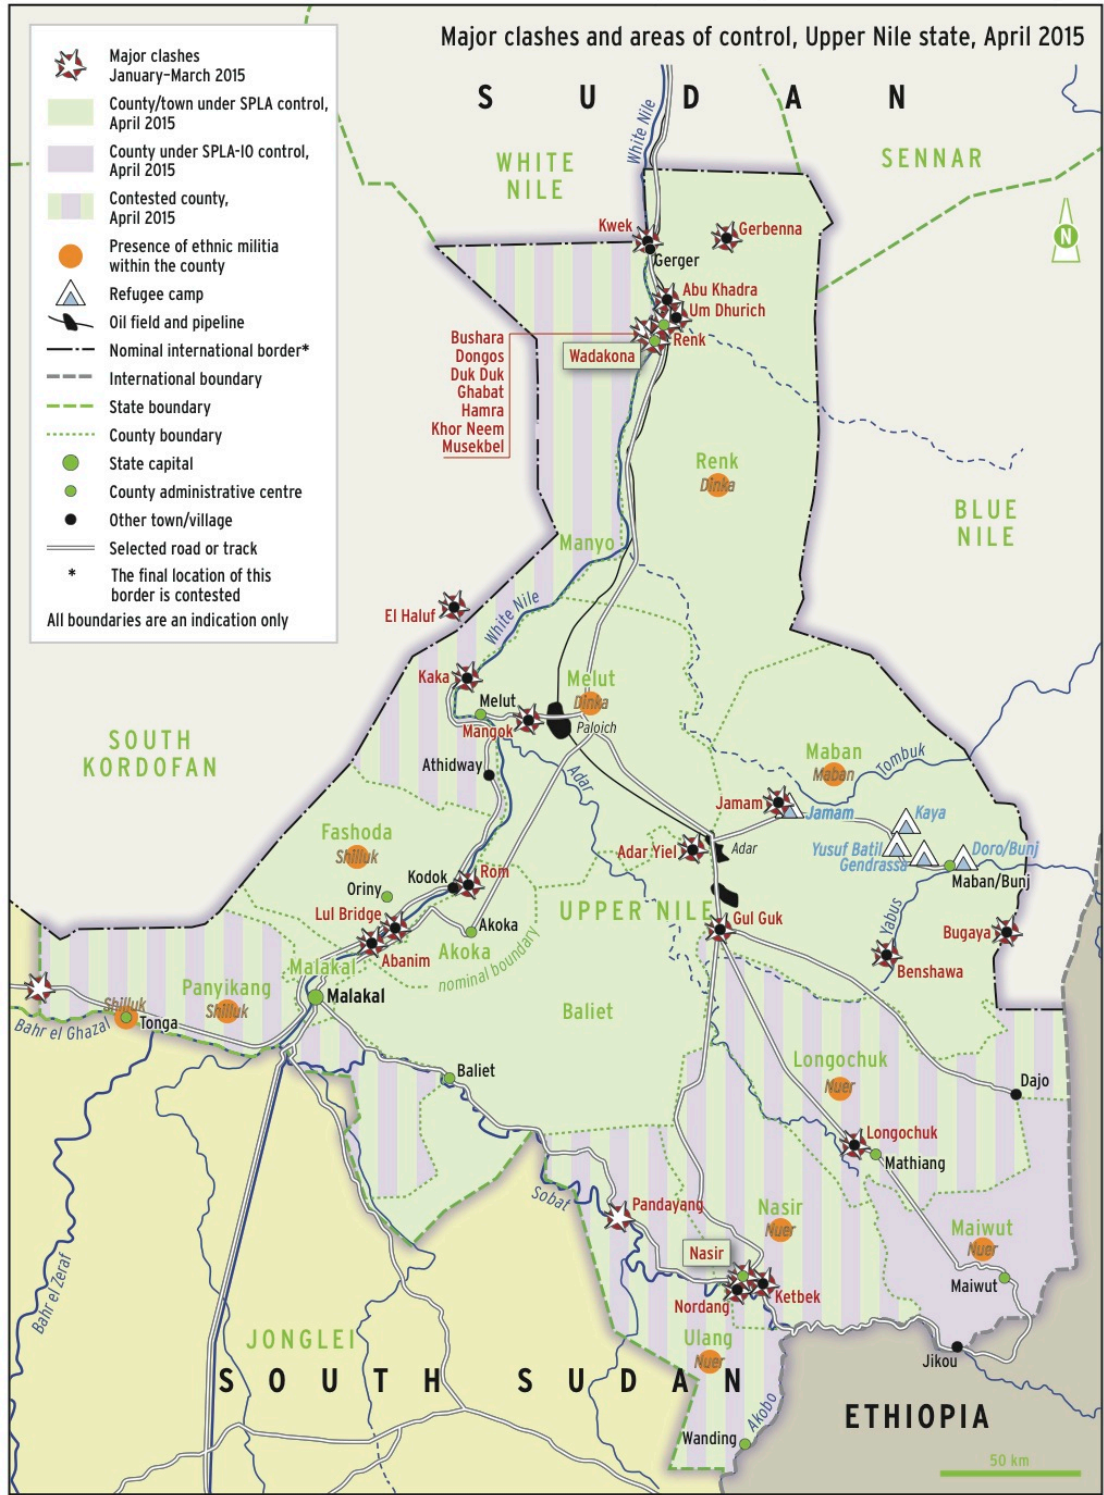 Major clashes and areas of control, Upper Nile state, April 2015
Major clashes
January–March 2015
County/town under SPLA control,
April 2015
County under SPLA-IO control,
April 2015
Contested county,
April 2015
Presence of ethnic militia
within the county
Refugee camp
Oil field and pipeline
Nominal international border*
International boundary
State boundary
County boundary
State capital
County administrative centre
Other town/village
Selected road or track
* The final location of this
border is contested
All boundaries are an indication only
SUDAN
White Nile
WHITE
NILE
SENNAR
N
Kwek
Gerbenna
Gerger
Abu Khadra
Um Dhurich
Renk
Wadakona
Bushara
Dongos
Duk Duk
Ghabat
Hamra
Khor Neem
Musekbel
Renk
Dinka
BLUE
NILE
Manyo
White Nile
El Haluf
Kaka
Melut
Mangok
Melut
Dinka
Paloich
SOUTH
KORDOFAN
Athidway
Adar
Maban
Maban
Tombuk
Jamam
Jamam
Kaya
Yusuf Batil
Gendrassa
Doro/Bunj
Maban/Bunj
Fashoda
Shilluk
Adar Yiel
Adar
Kodok
Rom
Oriny
Lul Bridge
Abanim
Akoka
Akoka
nominal boundary
UPPER NILE
Gul Guk
Yabus
Bugaya
Benshawa
Malakal
Malakal
Panyikang
Shilluk
Shilluk
Tonga
Bahr el Ghazal
Baliet
Baliet
Longochuk
Nuer
Dajo
Longochuk
Mathiang
Sobat
Pandayang
Nasir
Nuer
Nasir
Maiwut
Nuer
Maiwut
Nordang
Ketbek
Bahr el Zeraf
JONGLEI
Ulang
Nuer
Jikou
SOUTH SUDAN
Akobo
Wanding
ETHIOPIA
50 km